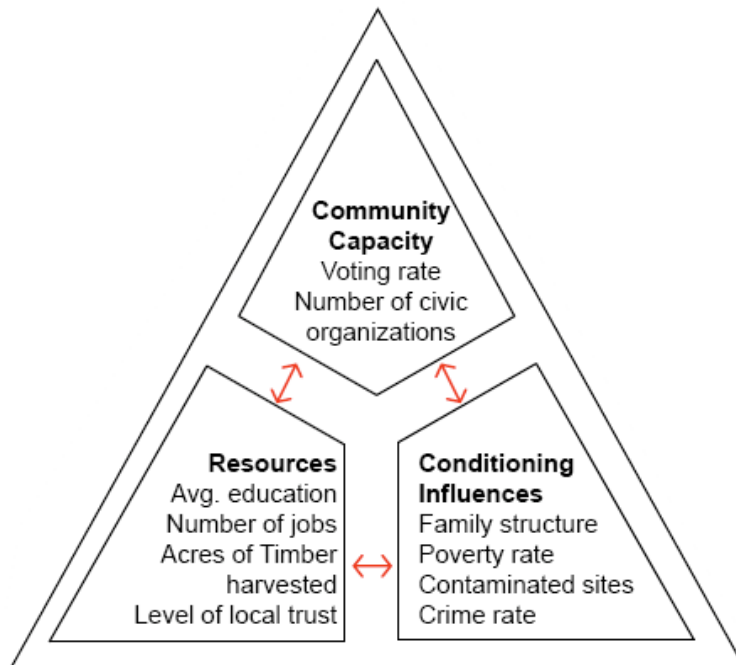 Community
Capacity
Voting rate
Number of civic
organizations
Resources
Avg. education
Number of jobs
Acres of Timber
harvested
Level of local trust
Conditioning
Influences
Family structure
Poverty rate
Contaminated sites
Crime rate